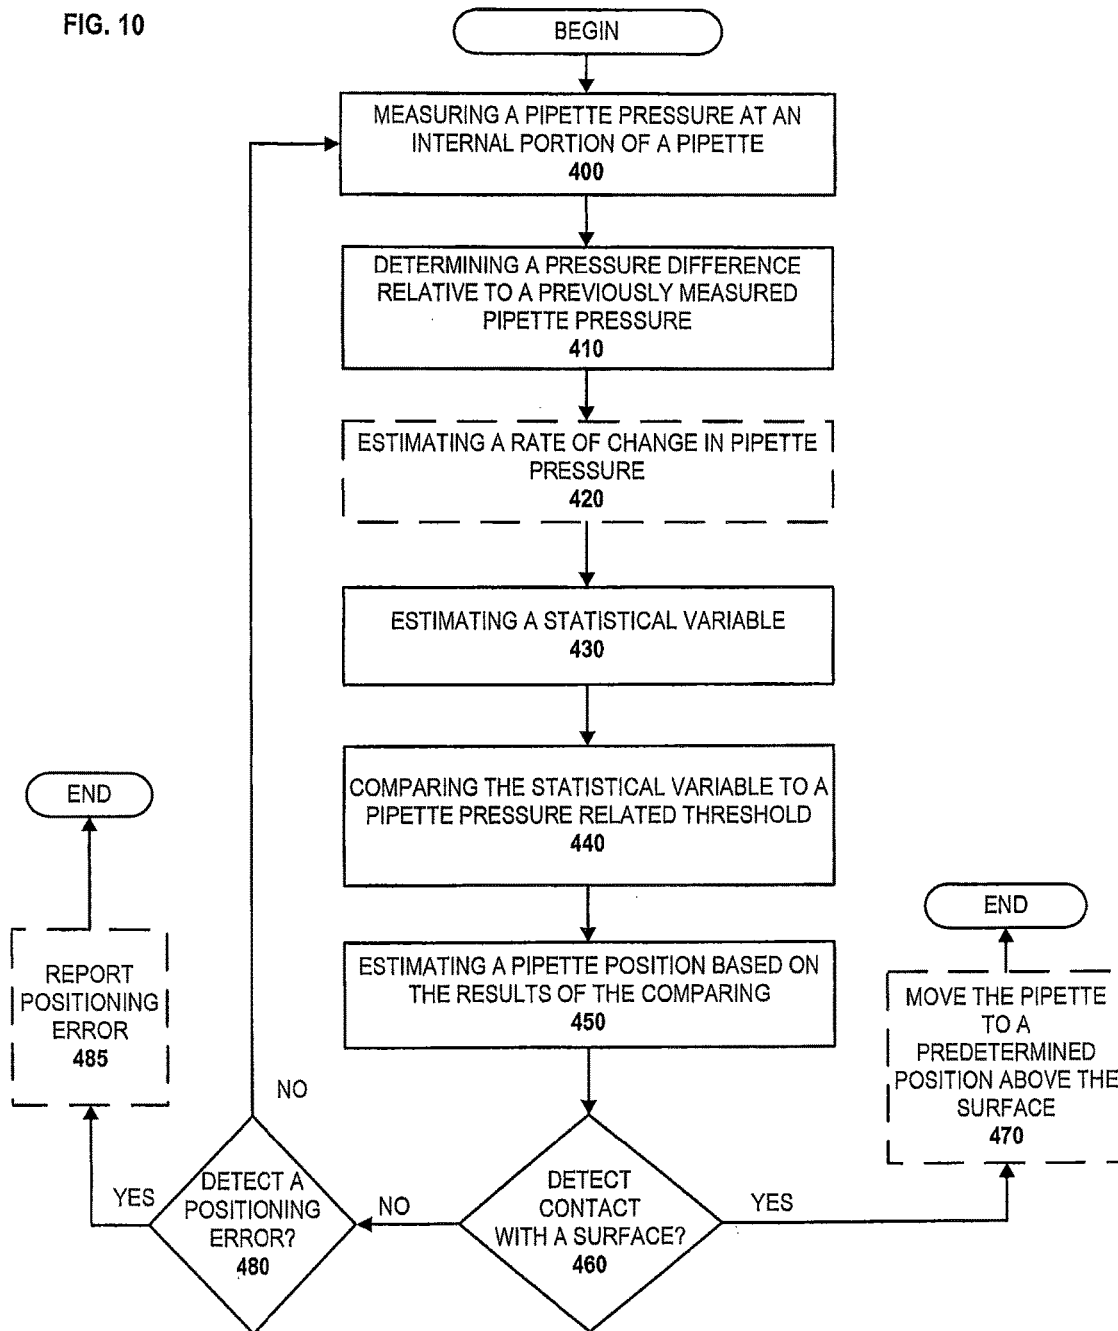 FIG. 10
BEGIN
MEASURING A PIPETTE PRESSURE AT AN
INTERNAL PORTION OF A PIPETTE
400
DETERMINING A PRESSURE DIFFERENCE
RELATIVE TO A PREVIOUSLY MEASURED
PIPETTE PRESSURE
410
ESTIMATING A RATE OF CHANGE IN PIPETTE
PRESSURE
420
ESTIMATING A STATISTICAL VARIABLE
430
COMPARING THE STATISTICAL VARIABLE TO A
PIPETTE PRESSURE RELATED THRESHOLD
440
ESTIMATING A PIPETTE POSITION BASED ON
THE RESULTS OF THE COMPARING
450
DETECT
CONTACT
WITH A SURFACE?
460
YES
MOVE THE PIPETTE
TO A
PREDETERMINED
POSITION ABOVE THE
SURFACE
470
END
NO
DETECT A
POSITIONING
ERROR?
480
NO
YES
REPORT
POSITIONING
ERROR
485
END